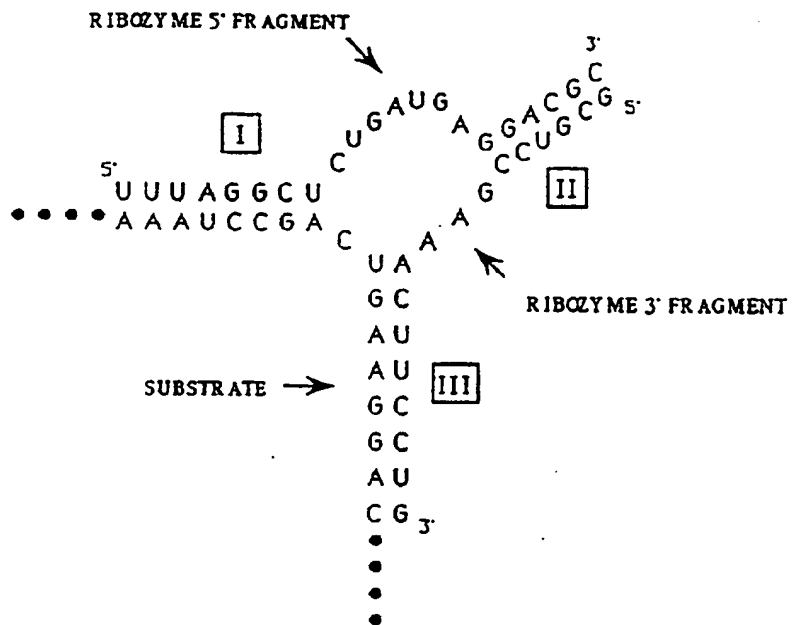 RIBOZYME 5' FRAGMENT
3'
5'
I
C U G A U G A G G A C G C
G C C U G C G
II
5'
U U U A G G C U
A A A U C C G A C
A A
RIBOZYME 3' FRAGMENT
U A
G C
A U
SUBSTRATE
A U
III
G C
G C
A U
C G 3'